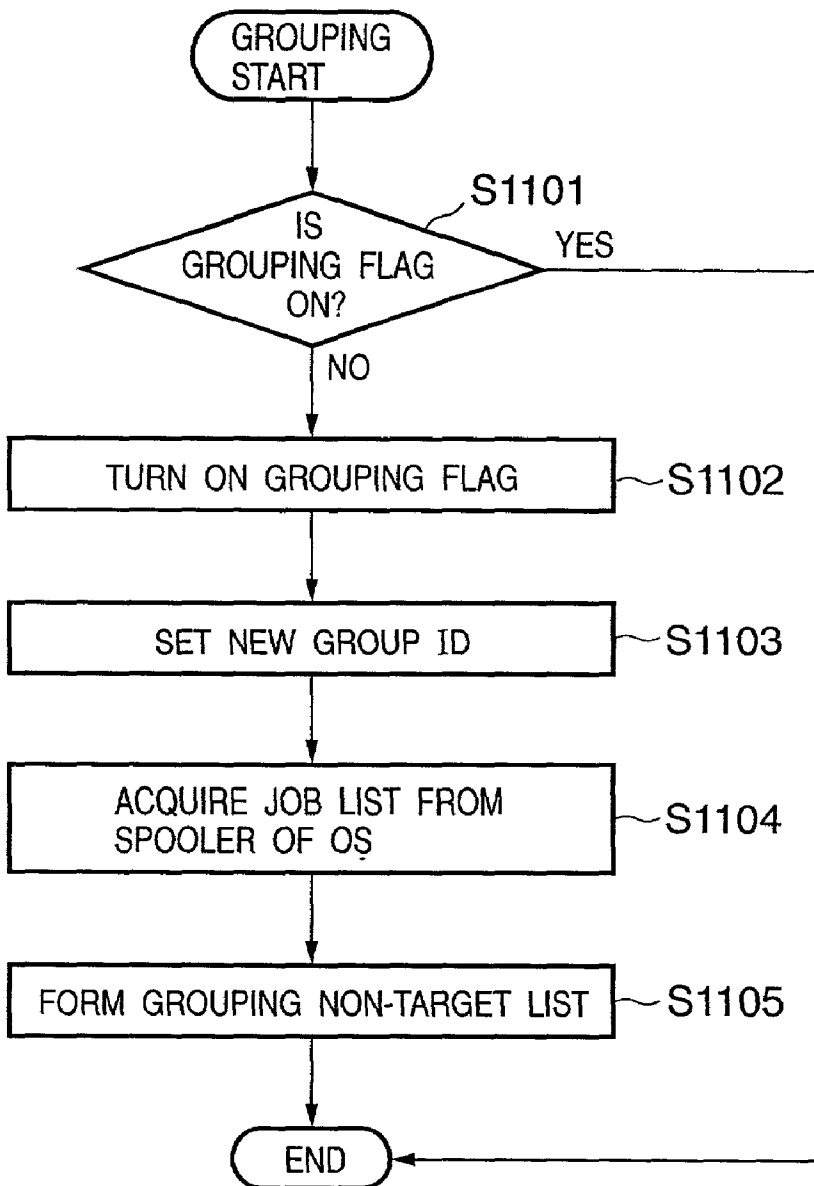 GROUPING
START
S1101
IS
GROUPING FLAG
ON?
YES
NO
TURN ON GROUPING FLAG
S1102
SET NEW GROUP ID
S1103
ACQUIRE JOB LIST FROM
SPOOLER OF OS
S1104
FORM GROUPING NON-TARGET LIST
S1105
END